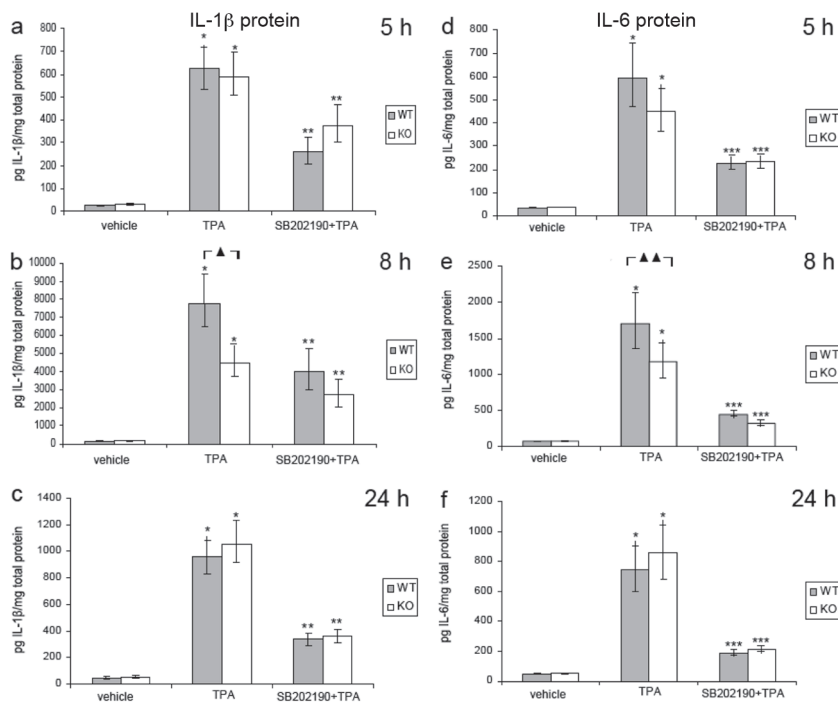 IL-1β protein
a
5 h
pg IL-1β/mg total protein
800
700
600
500
400
300
200
100
0
*
*
**
**
vehicle
TPA
SB202190+TPA
WT
KO
b
8 h
pg IL-1β/mg total protein
10000
9000
8000
7000
6000
5000
4000
3000
2000
1000
0
▲
*
*
**
**
vehicle
TPA
SB202190+TPA
WT
KO
c
24 h
pg IL-1β/mg total protein
1400
1200
1000
800
600
400
200
0
*
*
**
**
vehicle
TPA
SB202190+TPA
WT
KO
IL-6 protein
d
5 h
pg IL-6/mg total protein
800
700
600
500
400
300
200
100
0
*
*
***
***
vehicle
TPA
SB202190+TPA
WT
KO
e
8 h
pg IL-6/mg total protein
2500
2000
1500
1000
500
0
▲▲
*
*
***
***
vehicle
TPA
SB202190+TPA
WT
KO
f
24 h
pg IL-6/mg total protein
1200
1000
800
600
400
200
0
*
*
***
***
vehicle
TPA
SB202190+TPA
WT
KO